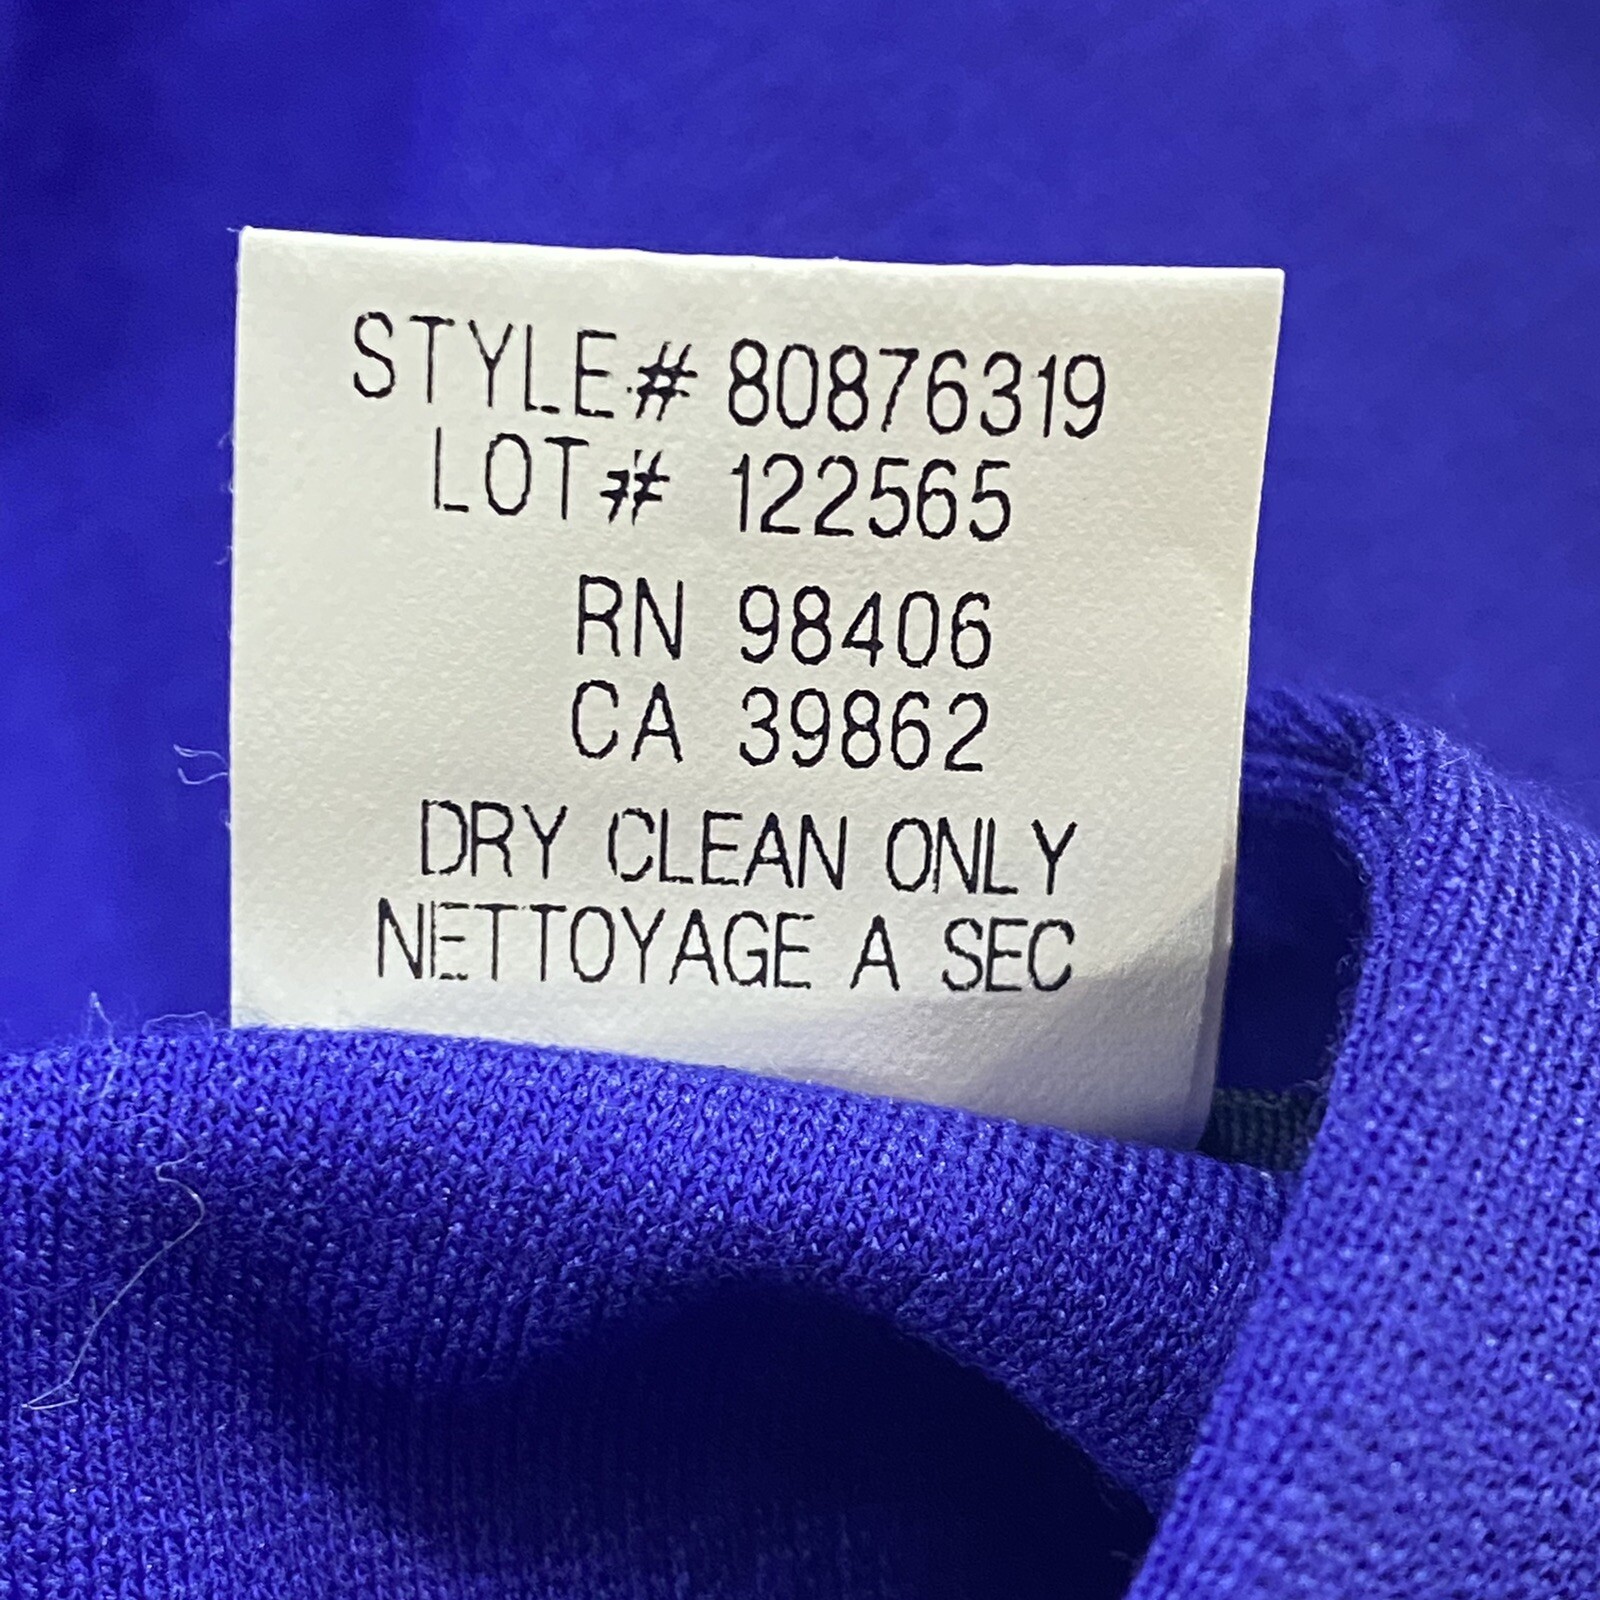 STYLE# 80876319
LOT# 122565
RN 98406
CA 39862
DRY CLEAN ONLY
NETTOYAGE A SEC